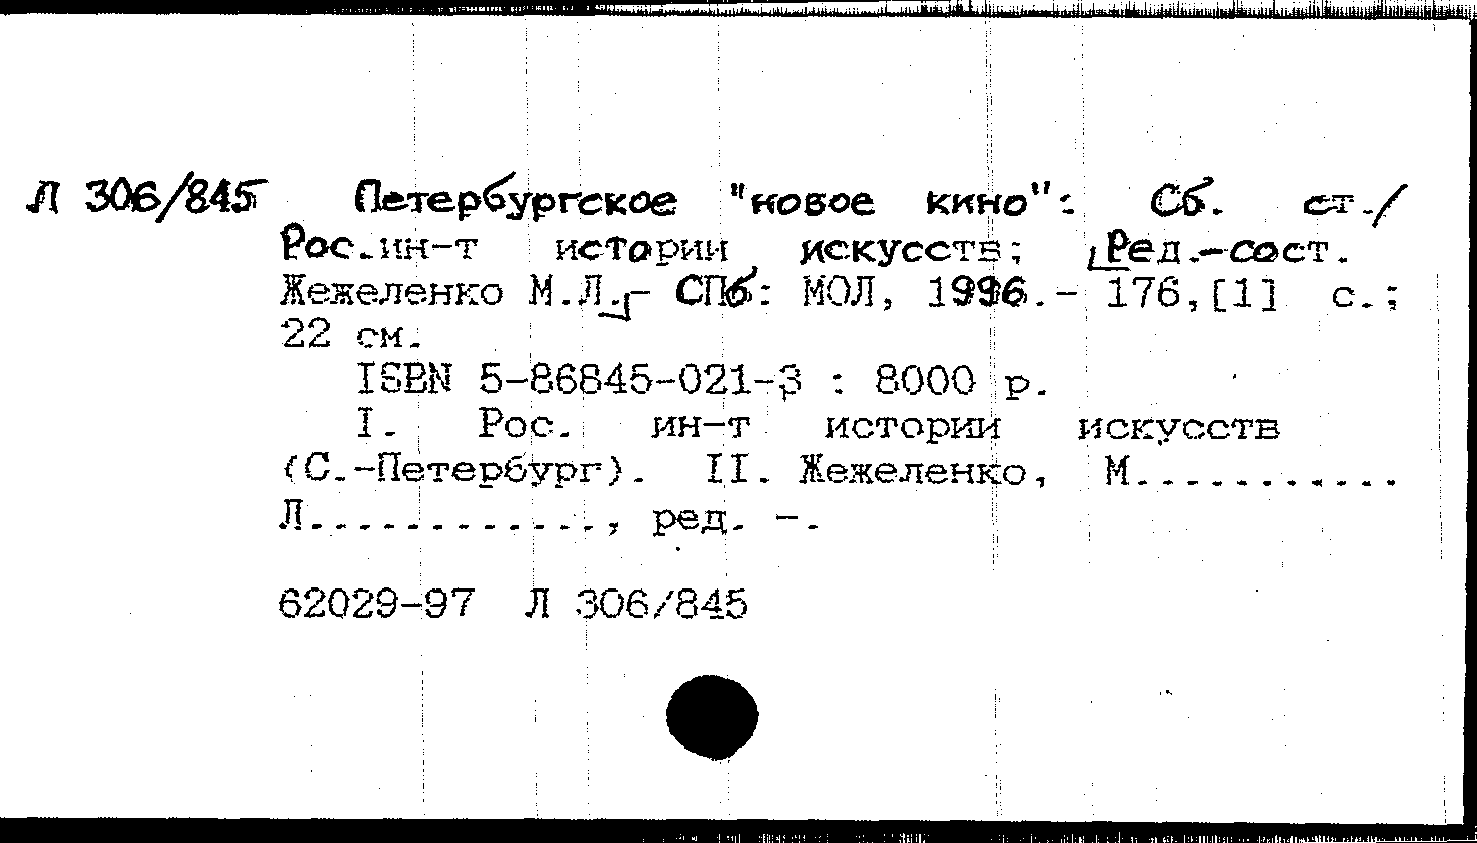 Л 306/845 Петербургское "новое кино": Сб. ст./
Рос.ин-т истории искусств; Ред.-сост.
Жежеленко М.Л.- СПб: МОЛ, 1996.- 176,[1] с.;
22 см.
ISBN 5-86845-021-3 : 8000 р.
I. Рос. ин-т истории искусств
(С.-Петербург). II. Жежеленко, М...........
Л............, ред. -.
62029-97 Л 306/845